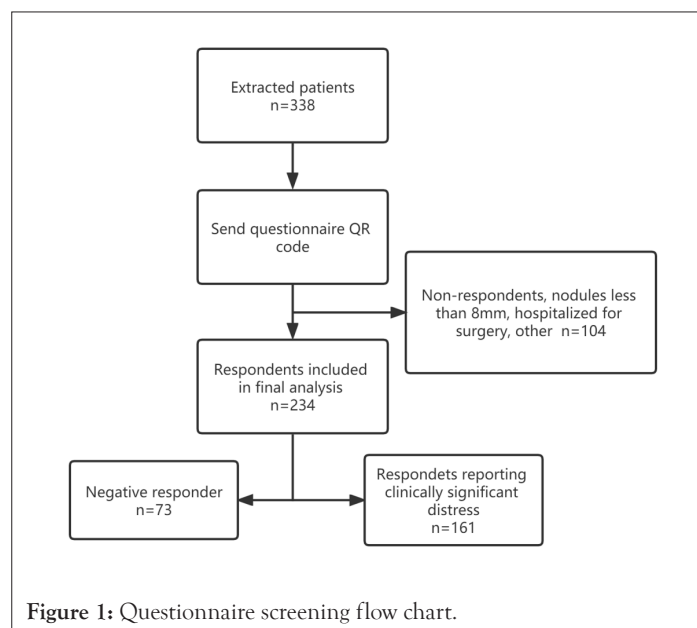 Extracted patients
n=338
Send questionnaire QR
code
Non-respondents, nodules less
than 8mm, hospitalized for
surgery, other n=104
Respondents included
in final analysis
n=234
Negative responder
n=73
Respondets reporting
clinically significant
distress
n=161
Figure 1: Questionnaire screening flow chart.